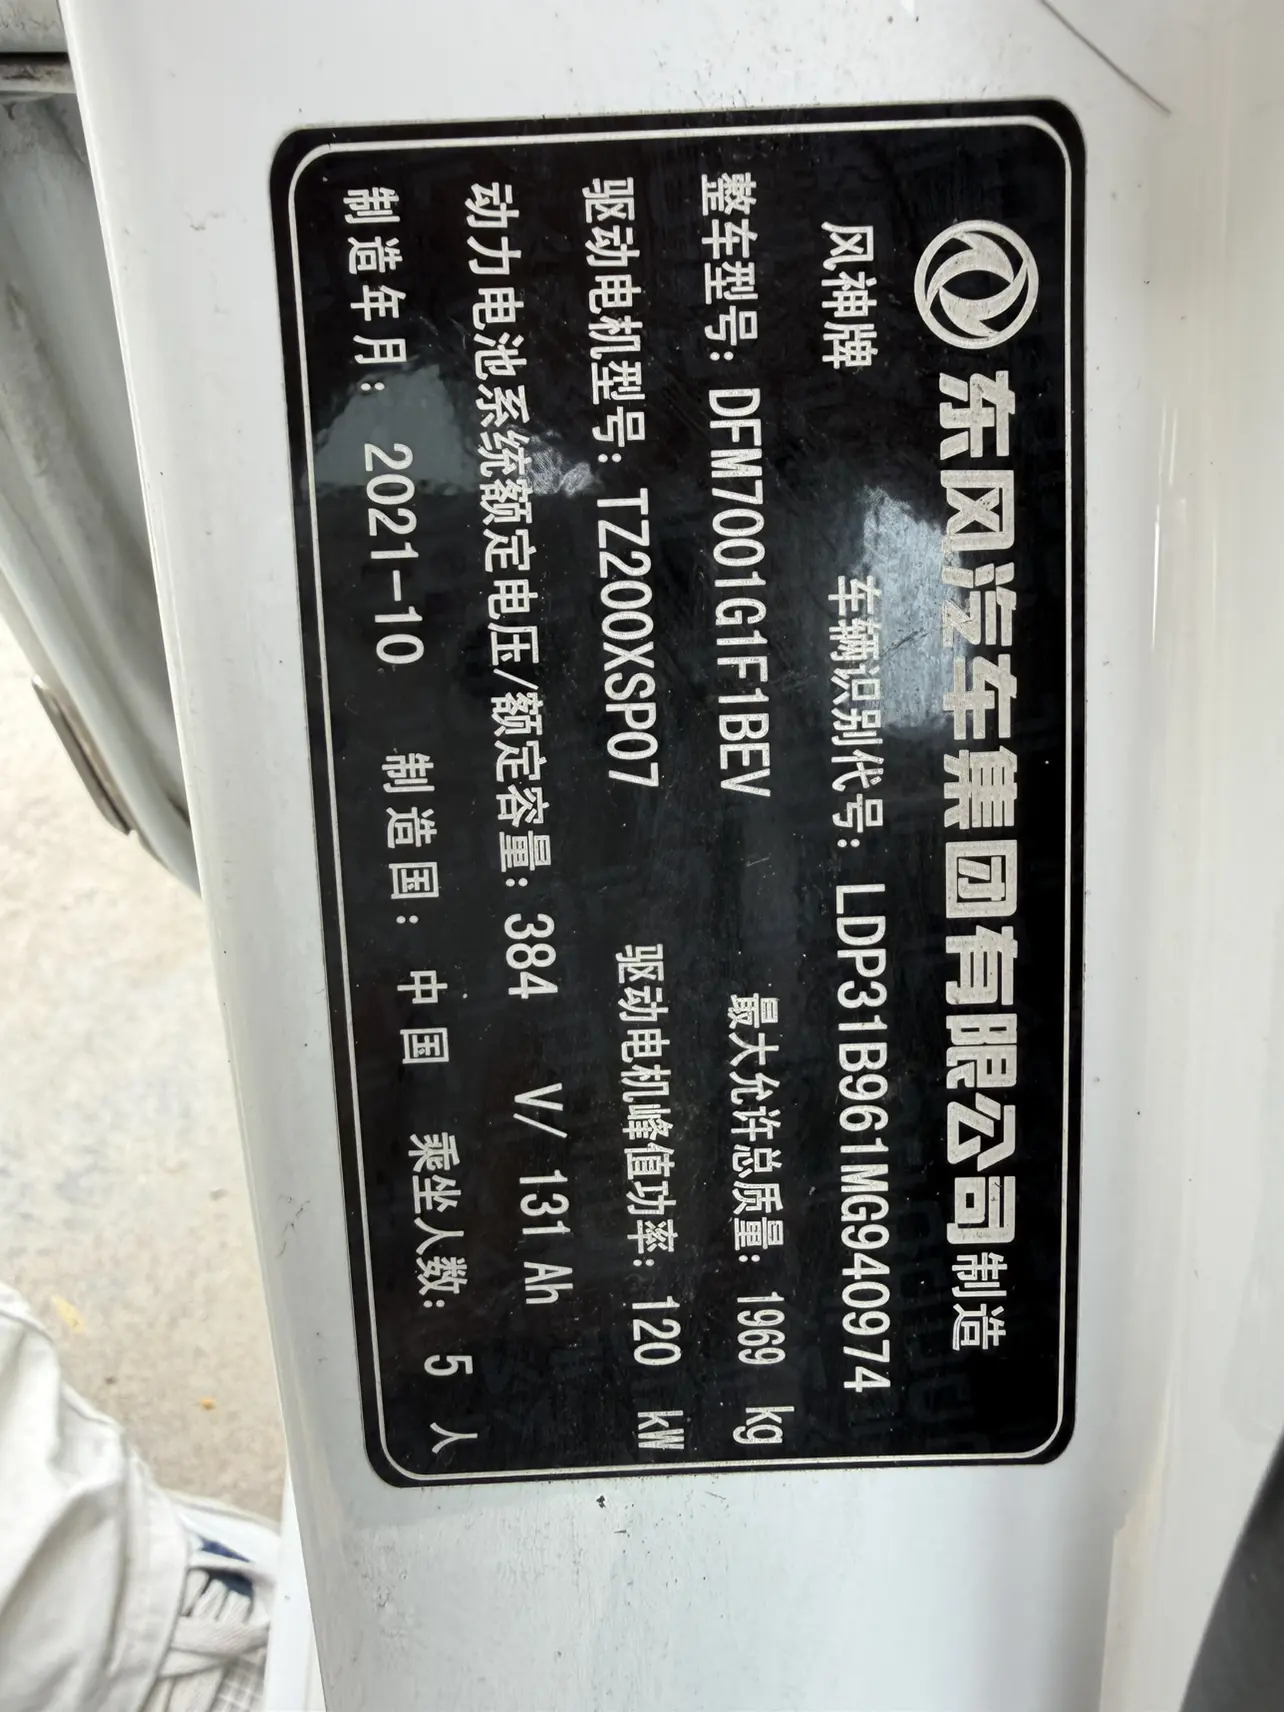 东风汽车集团有限公司制造
风神牌 车辆识别代号: LDP31B961MG940974
整车型号: DFM7001G1F1BEV 最大允许总质量: 1969 kg
驱动电机型号: TZ200XSP07 驱动电机峰值功率: 120 kW
动力电池系统额定电压/额定容量: 384 V/ 131 Ah
制造年月: 2021-10 制造国: 中国 乘坐人数: 5 人